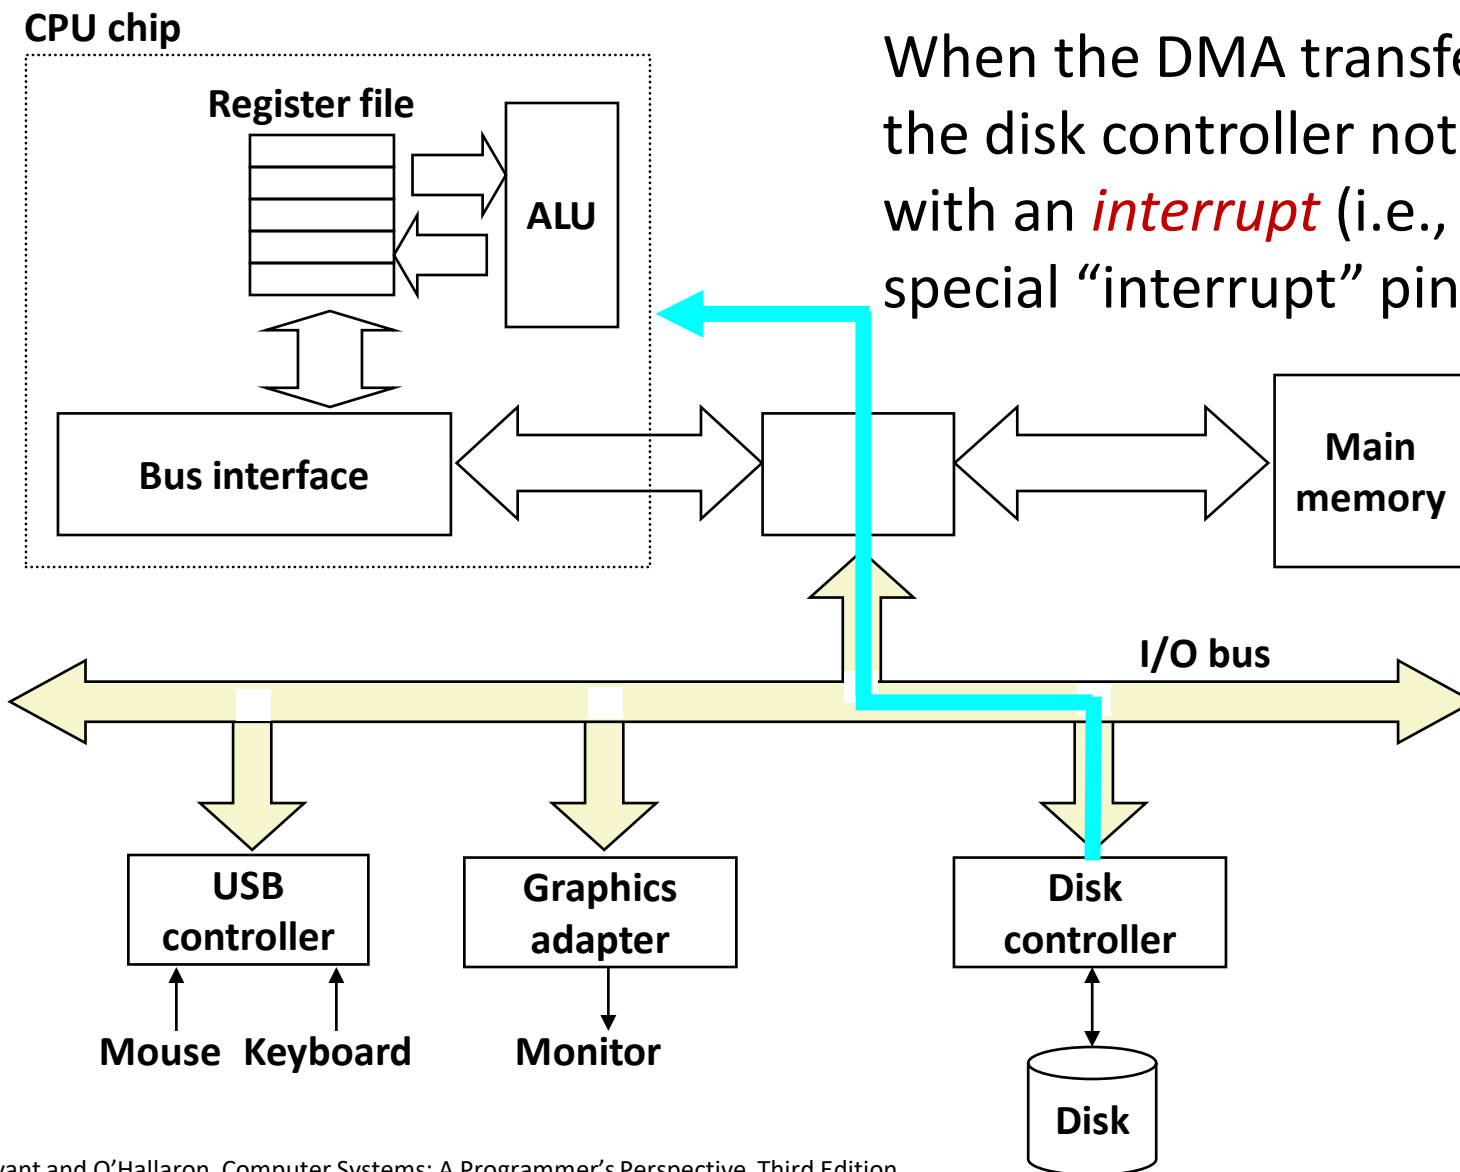 CPU chip
When the DMA transfe
the disk controller not
with an interrupt (i.e.,
special “interrupt” pin
Register file
ALU
Bus interface
Main
memory
I/O bus
USB
controller
Graphics
adapter
Disk
controller
Mouse Keyboard
Monitor
Disk
vant and O’Hallaron, Computer Systems: A Programmer’s Perspective, Third Edition